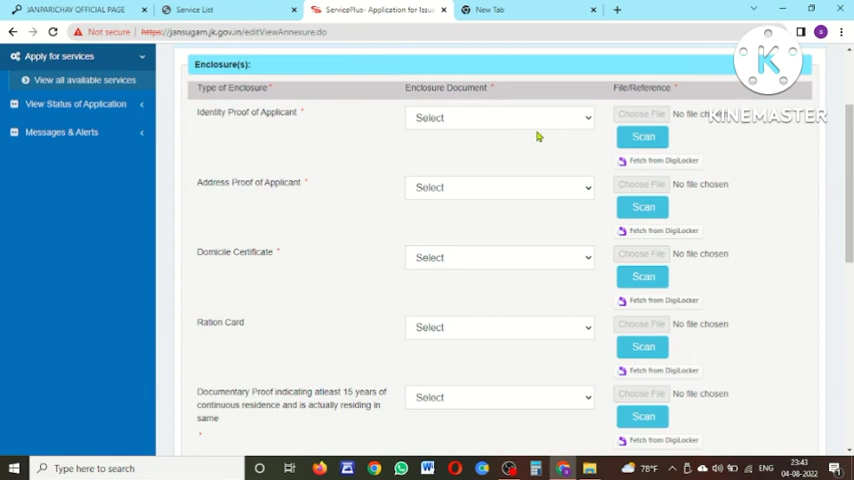 JANPARICHAY OFFICIAL PAGE
Service List
ServicePlus- Application for Issua
New Tab
Not secure
https://jansugam.jk.gov.in/editViewAnnexure.do
S
Apply for services
View all available services
View Status of Application
Messages & Alerts
K
KINEMASTER
Enclosure(s):
Type of Enclosure *
Enclosure Document *
File/Reference *
Identity Proof of Applicant *
Select
Choose File No file
Scan
Fetch from DigiLocker
Address Proof of Applicant *
Select
Choose File No file chosen
Scan
Fetch from DigiLocker
Domicile Certificate *
Select
Choose File No file chosen
Scan
Fetch from DigiLocker
Ration Card
Select
Choose File No file chosen
Scan
Fetch from DigiLocker
Documentary Proof indicating atleast 15 years of
continuous residence and is actually residing in
same
*
Select
Choose File No file chosen
Scan
Fetch from DigiLocker
Type here to search
78°F
ENG
23:43
04-08-2022